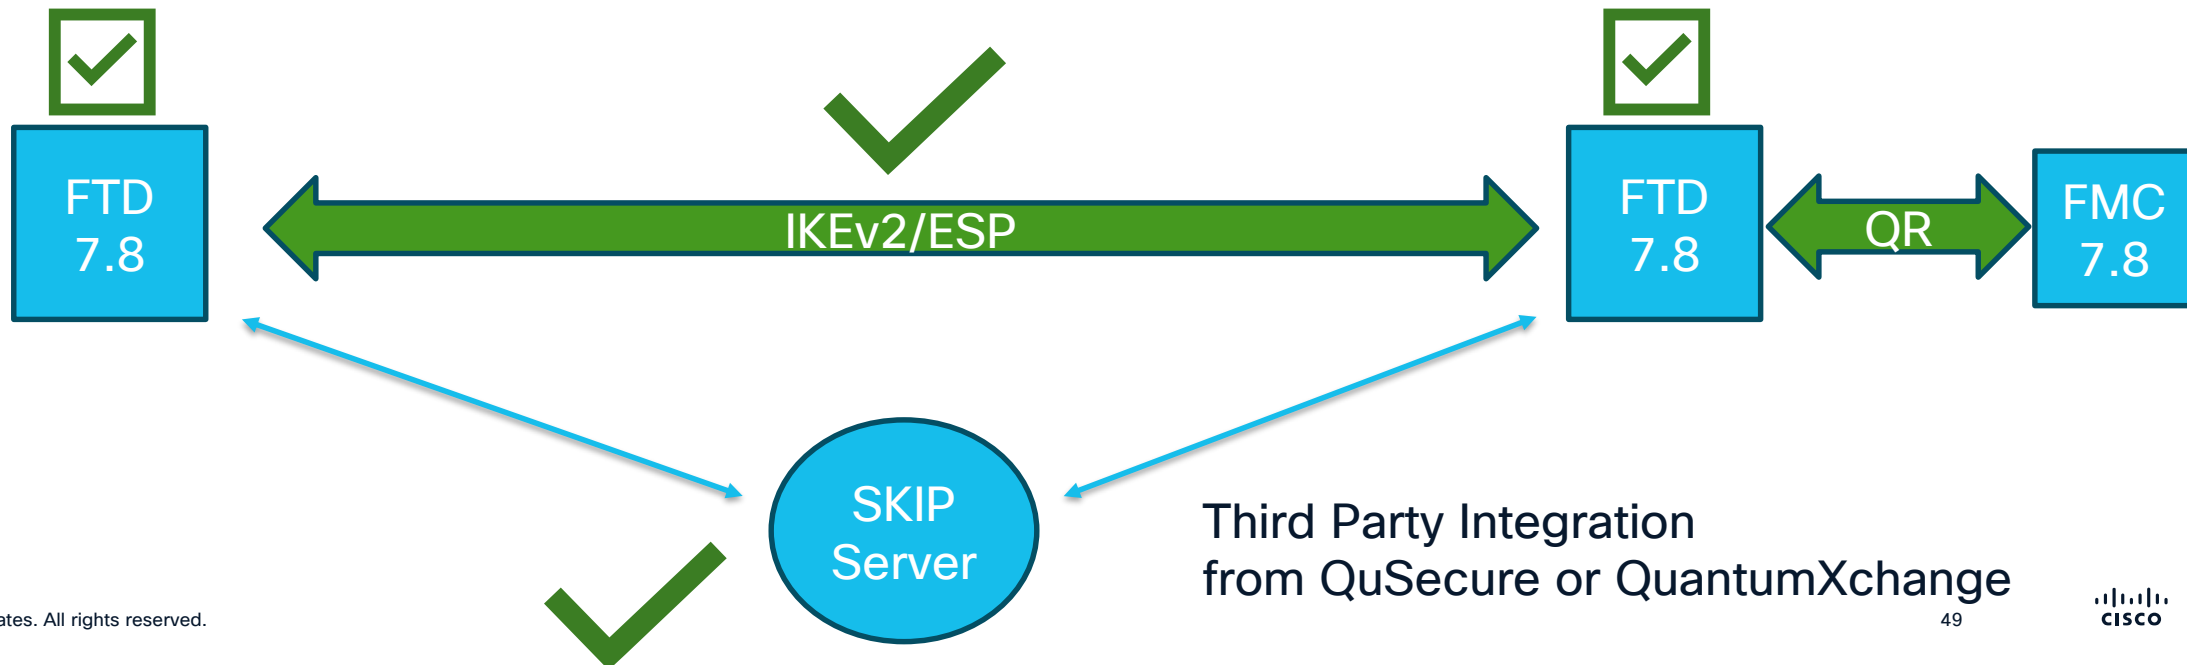 FTD
7.8
IKEv2/ESP
FTD
7.8
QR
FMC
7.8
SKIP
Server
Third Party Integration
from QuSecure or QuantumXchange
ates. All rights reserved.
49
CISCO